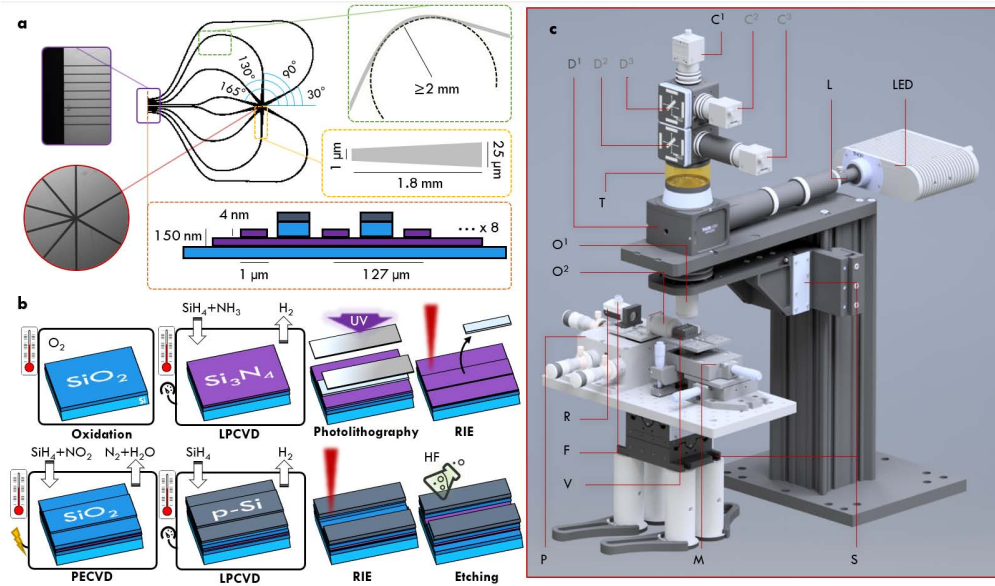 a
130°
90°
165°
30°
≥2 mm
1 μm
25 μm
1.8 mm
4 nm
150 nm
... x 8
1 μm
127 μm
b
O₂
SiO₂
Si
Oxidation
SiH₄+NH₃
H₂
Si₃N₄
LPCVD
UV
Photolithography
RIE
SiH₄+NO₂
N₂+H₂O
SiO₂
PECVD
SiH₄
H₂
p-Si
LPCVD
RIE
HF
Etching
c
C¹
C²
C³
D¹
D²
D³
L
LED
T
O¹
O²
R
F
V
P
M
S